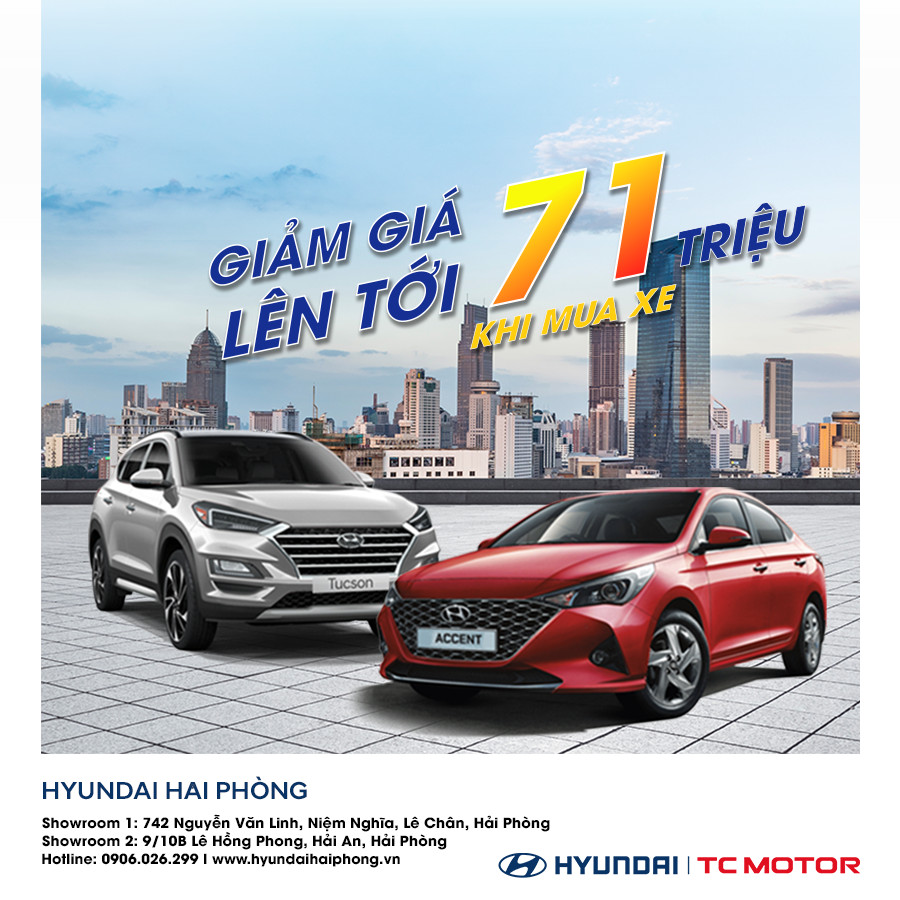 GIẢM GIÁ
LÊN TỚI
71
TRIỆU
KHI MUA XE
Tucson
ACCENT
HYUNDAI HAI PHÒNG
Showroom 1: 742 Nguyễn Văn Linh, Niệm Nghĩa, Lê Chân, Hải Phòng
Showroom 2: 9/10B Lê Hồng Phong, Hải An, Hải Phòng
Hotline: 0906.026.299 I www.hyundaihaiphong.vn
HYUNDAI | TC MOTOR